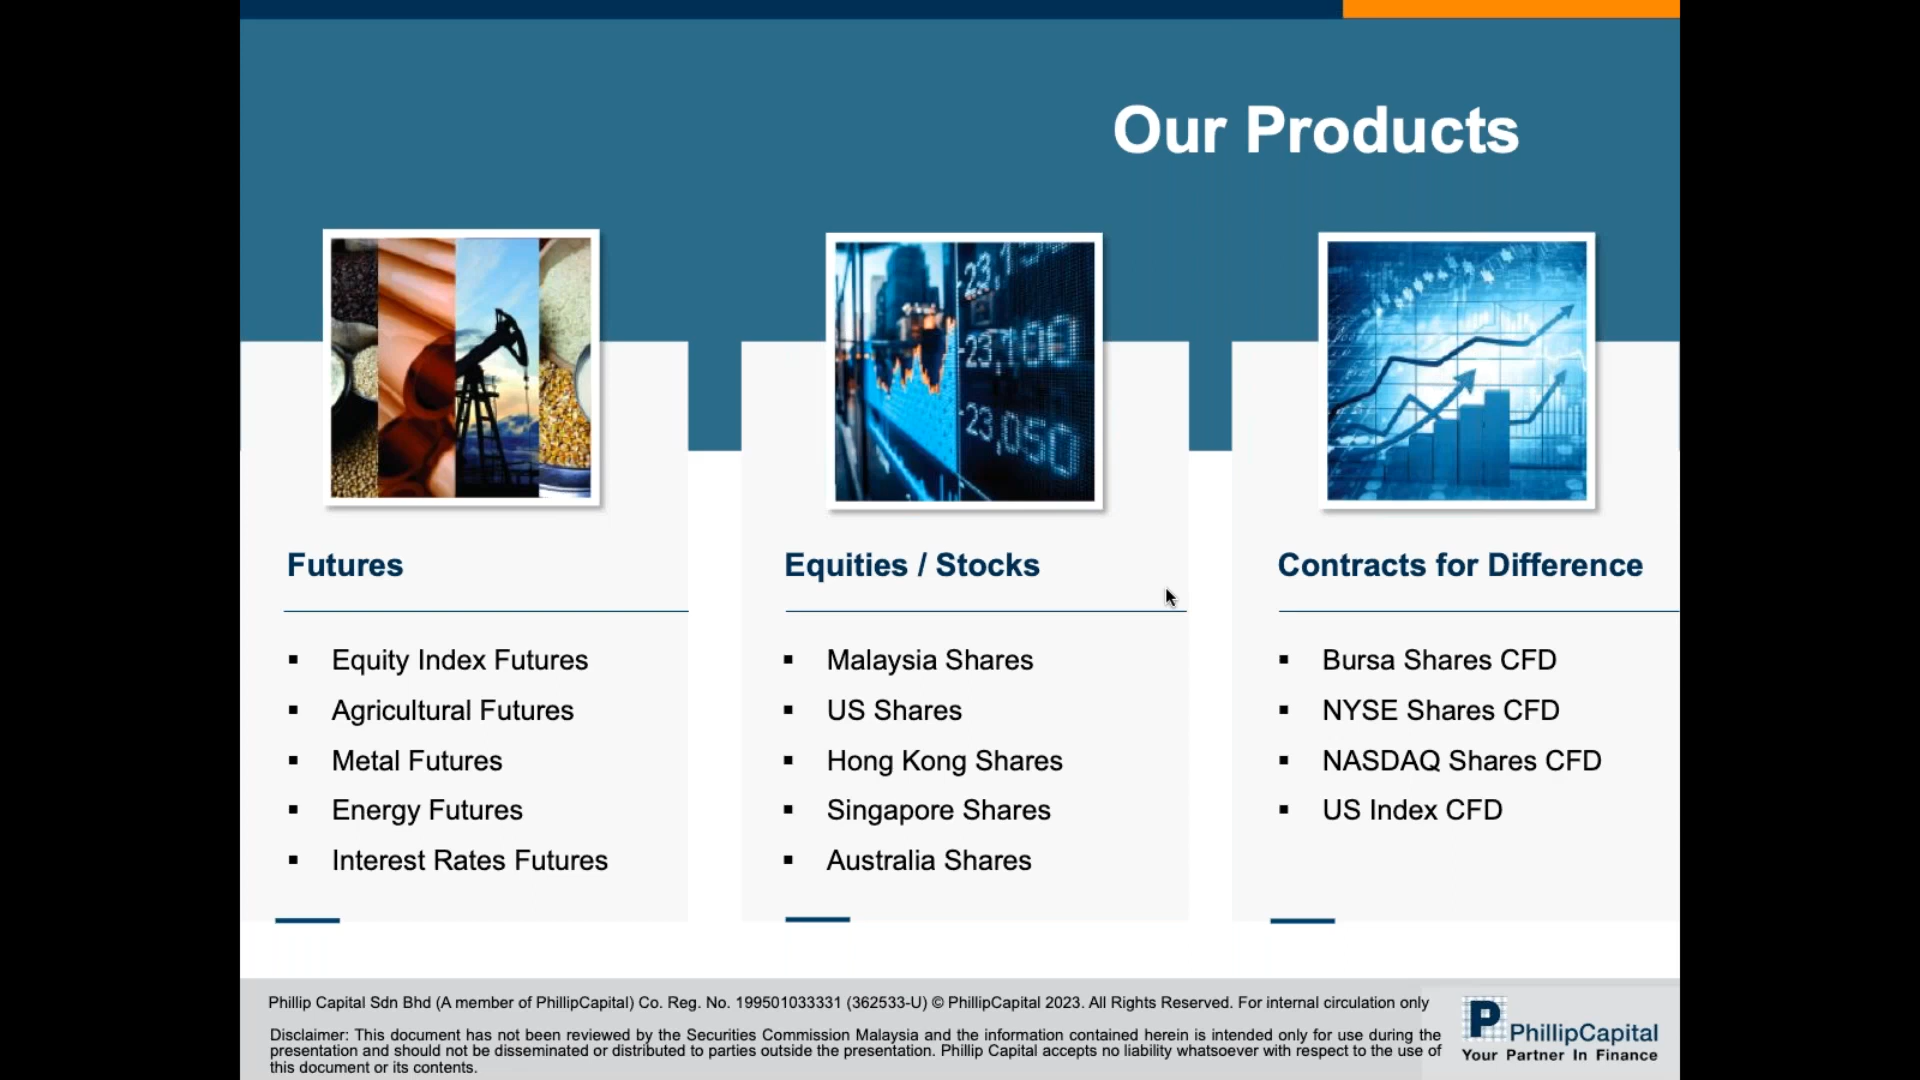 Our Products
23,1
23,100
23,050
Futures
Equity Index Futures
Agricultural Futures
Metal Futures
Energy Futures
Interest Rates Futures
Equities / Stocks
Malaysia Shares
US Shares
Hong Kong Shares
Singapore Shares
Australia Shares
Contracts for Difference
Bursa Shares CFD
NYSE Shares CFD
NASDAQ Shares CFD
US Index CFD
Phillip Capital Sdn Bhd (A member of PhillipCapital) Co. Reg. No. 199501033331 (362533-U) © PhillipCapital 2023. All Rights Reserved. For internal circulation only
Disclaimer: This document has not been reviewed by the Securities Commission Malaysia and the information contained herein is intended only for use during the
presentation and should not be disseminated or distributed to parties outside the presentation. Phillip Capital accepts no liability whatsoever with respect to the use of
this document or its contents.
P PhillipCapital
Your Partner In Finance